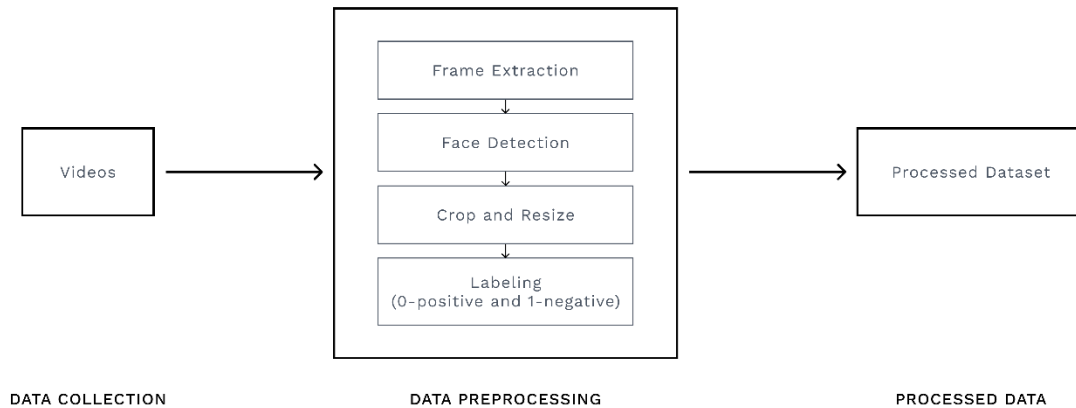 Frame Extraction
Face Detection
Videos
Processed Dataset
Crop and Resize
Labeling
(0-positive and 1-negative)
DATA COLLECTION
DATA PREPROCESSING
PROCESSED DATA